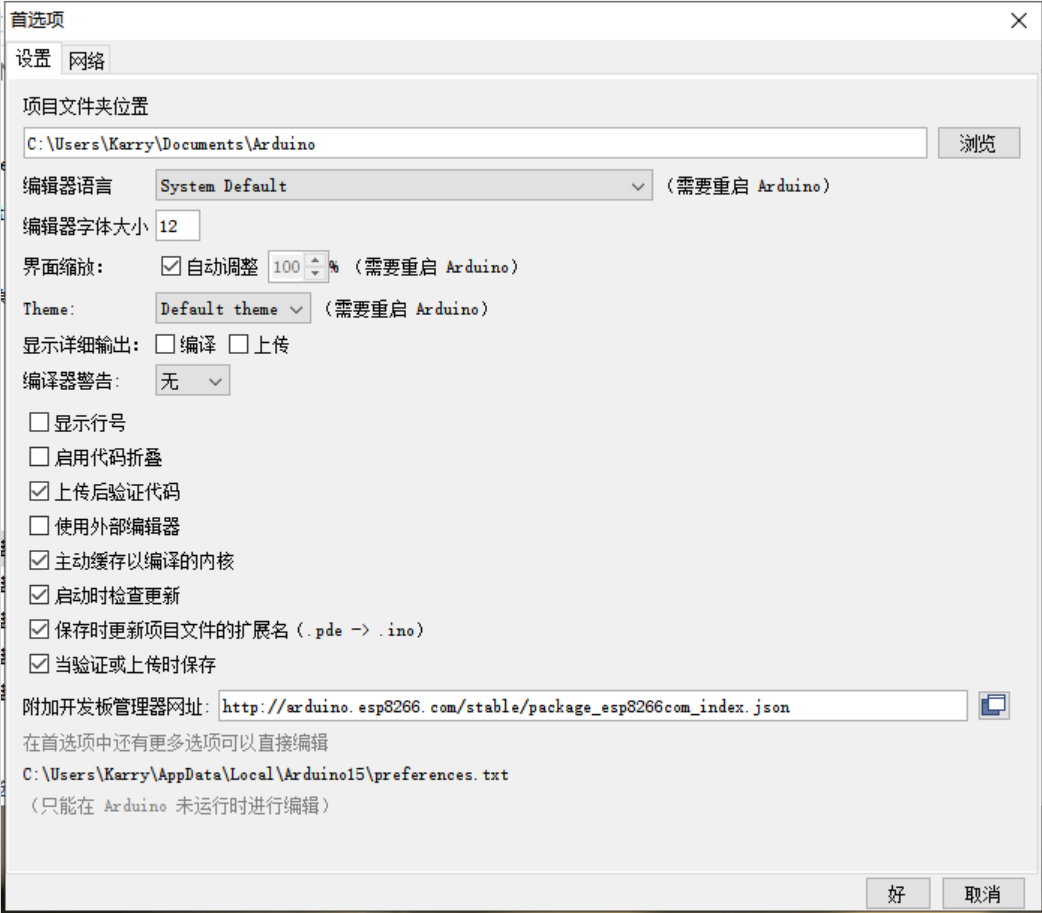 首选项
设置 网络
项目文件夹位置
C:\Users\Karry\Documents\Arduino 浏览
编辑器语言 System Default （需要重启 Arduino）
编辑器字体大小 12
界面缩放： 自动调整 100 % （需要重启 Arduino）
Theme: Default theme （需要重启 Arduino）
显示详细输出： 编译 上传
编译器警告: 无
显示行号
启用代码折叠
上传后验证代码
使用外部编辑器
主动缓存以编译的内核
启动时检查更新
保存时更新项目文件的扩展名（.pde -> .ino）
当验证或上传时保存
附加开发板管理器网址: http://arduino.esp8266.com/stable/package_esp8266com_index.json
在首选项中还有更多选项可以直接编辑
C:\Users\Karry\AppData\Local\Arduino15\preferences.txt
（只能在 Arduino 未运行时进行编辑）
好 取消